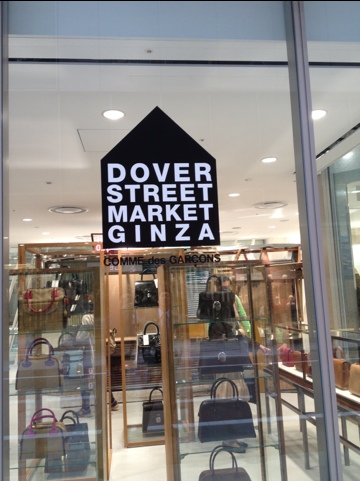 DOVER
STREET
MARKET
GINZA
COMME des GARÇONS